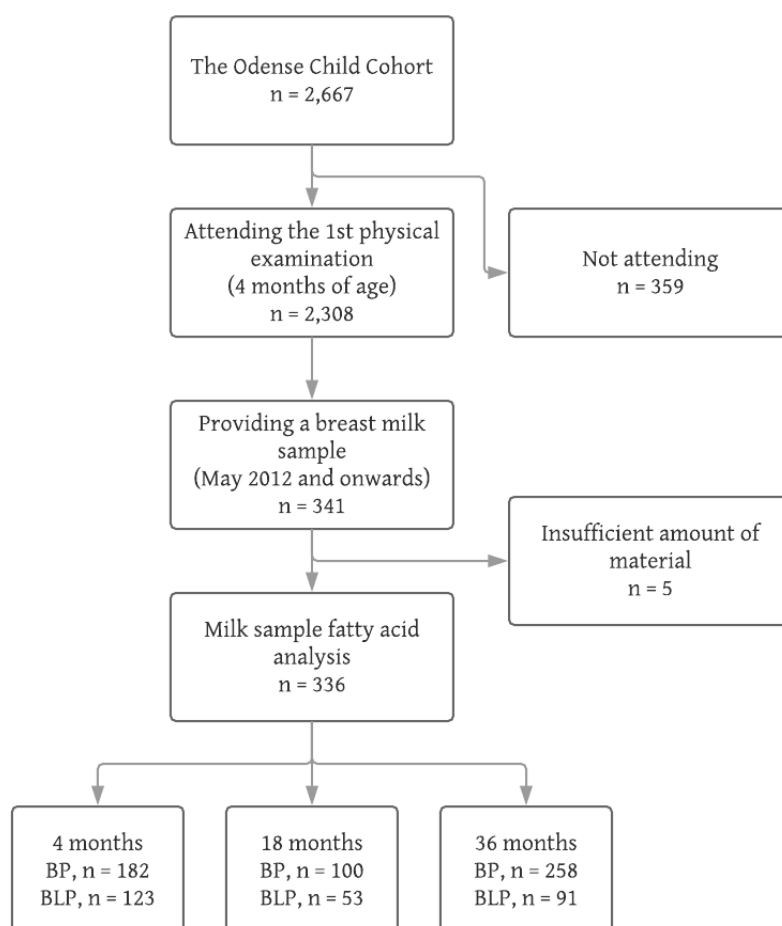 The Odense Child Cohort
n = 2,667
Attending the 1st physical
examination
(4 months of age)
n = 2,308
Not attending
n = 359
Providing a breast milk
sample
(May 2012 and onwards)
n = 341
Insufficient amount of
material
n = 5
Milk sample fatty acid
analysis
n = 336
4 months
BP, n = 182
BLP, n = 123
18 months
BP, n = 100
BLP, n = 53
36 months
BP, n = 258
BLP, n = 91